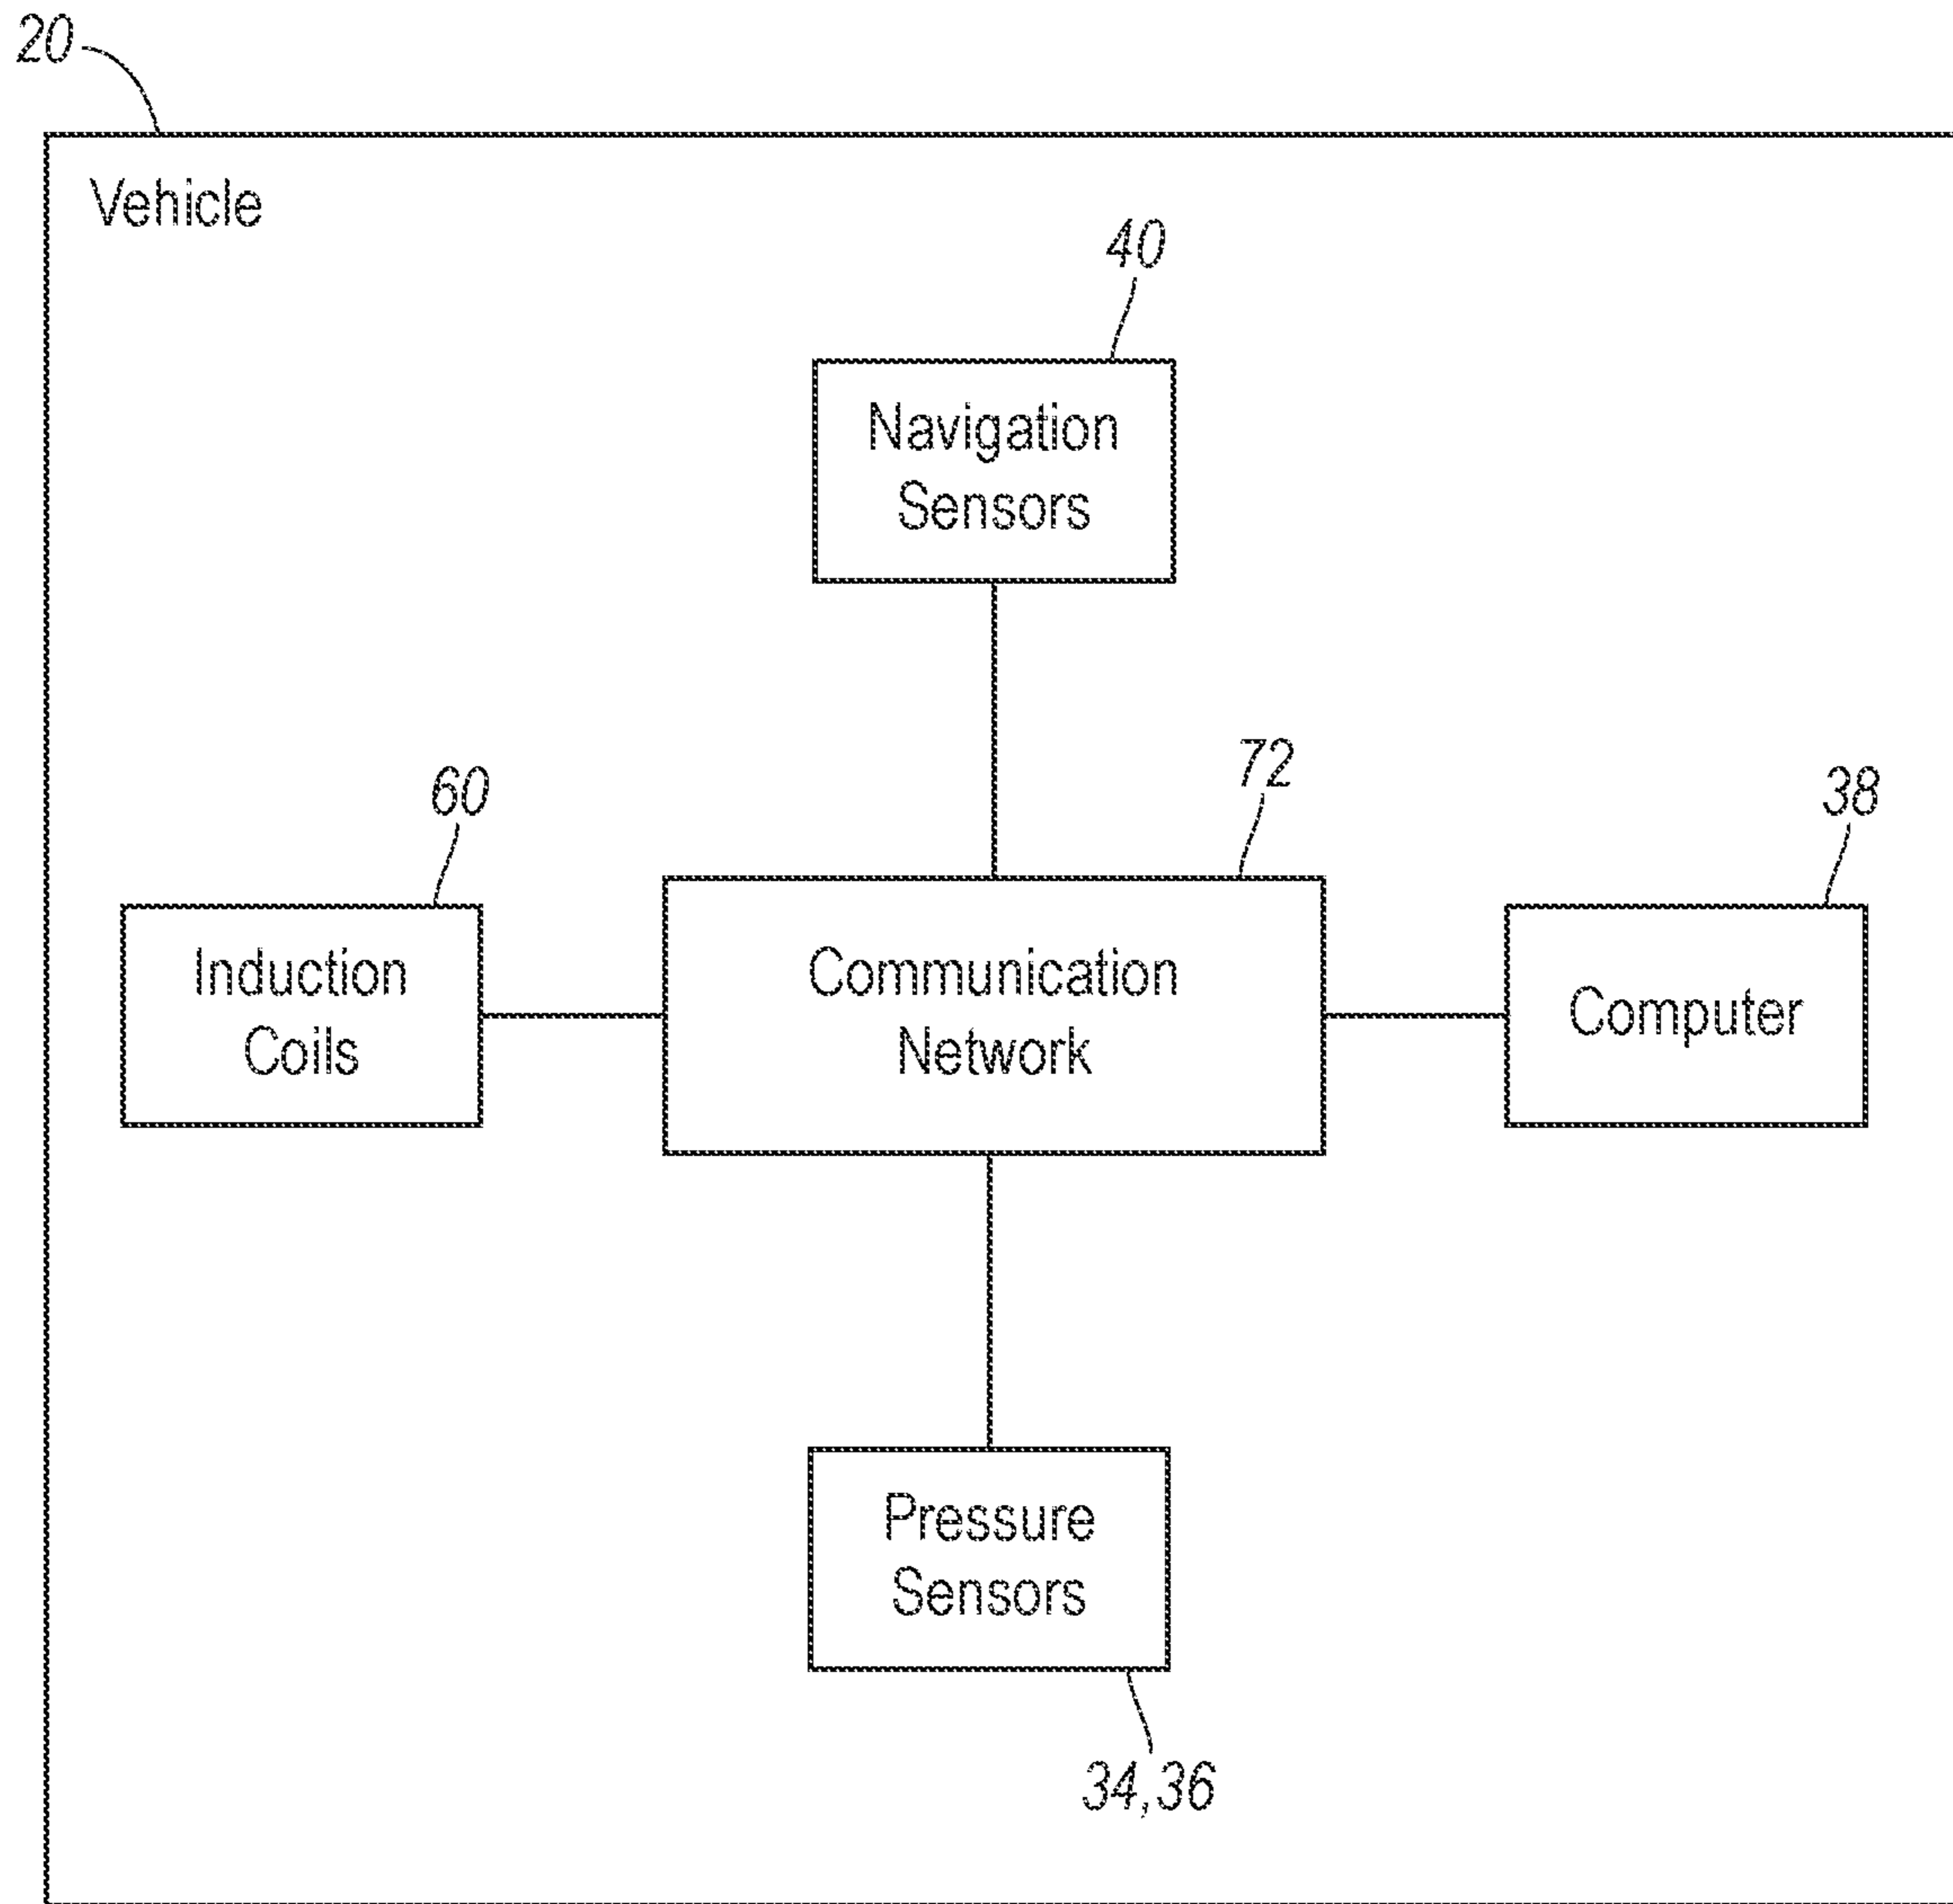 20
Vehicle
40
Navigation
Sensors
72
60
38
Induction
Coils
Communication
Network
Computer
Pressure
Sensors
34,36